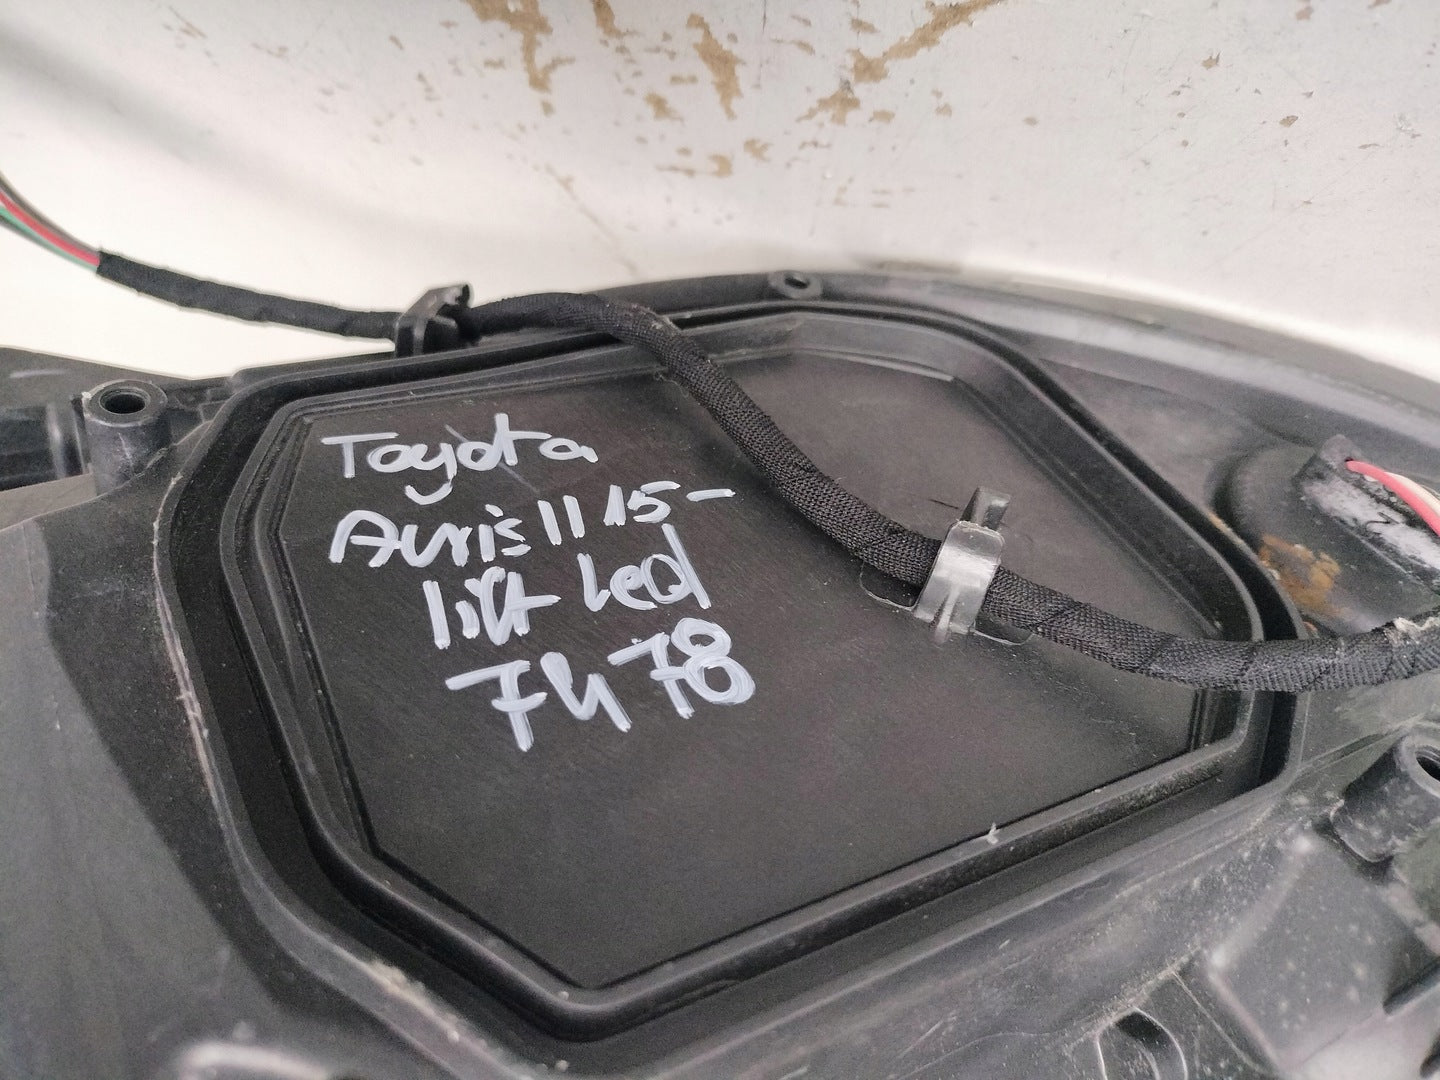 Toyota
Auris II 15-
lift Led
7478